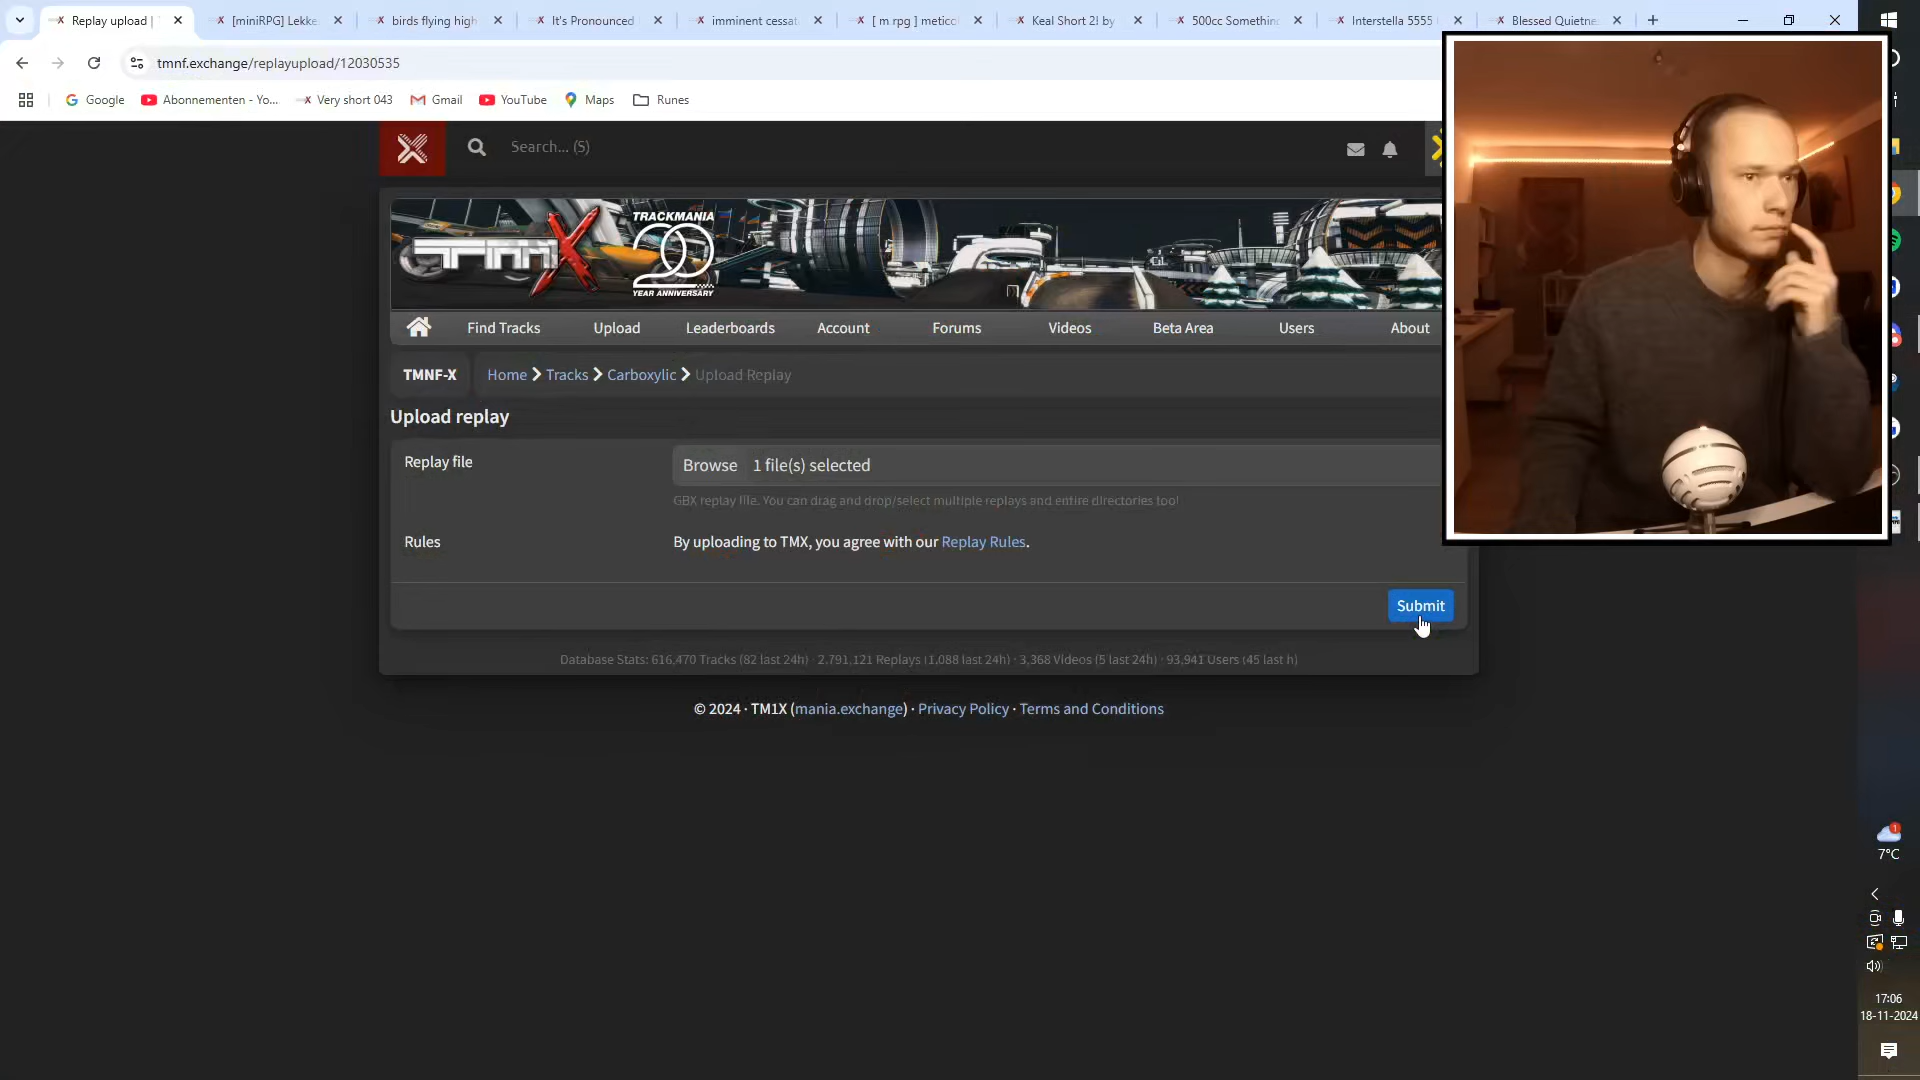 Replay upload |
[miniRPG] Lekke
birds flying high
It's Pronounced
imminent cessat
[ m rpg ] metico
Keal Short 2! by
500cc Somethin
Interstella 5555
Blessed Quietne
tmnf.exchange/replayupload/12030535
Google
Abonnementen - Yo...
Very short 043
Gmail
YouTube
Maps
Runes
Search... (S)
TRACKMANIA
20
YEAR ANNIVERSARY
Find Tracks
Upload
Leaderboards
Account
Forums
Videos
Beta Area
Users
About
TMNF-X
Home > Tracks > Carboxylic > Upload Replay
Upload replay
Replay file
Browse 1 file(s) selected
GBX replay file. You can drag and drop/select multiple replays and entire directories too!
Rules
By uploading to TMX, you agree with our Replay Rules.
Submit
Database Stats: 616,470 Tracks (82 last 24h) · 2,791,121 Replays (1,088 last 24h) · 3,368 Videos (5 last 24h) · 93,941 Users (45 last h)
© 2024 · TM1X (mania.exchange) · Privacy Policy · Terms and Conditions
1
7°C
17:06
18-11-2024